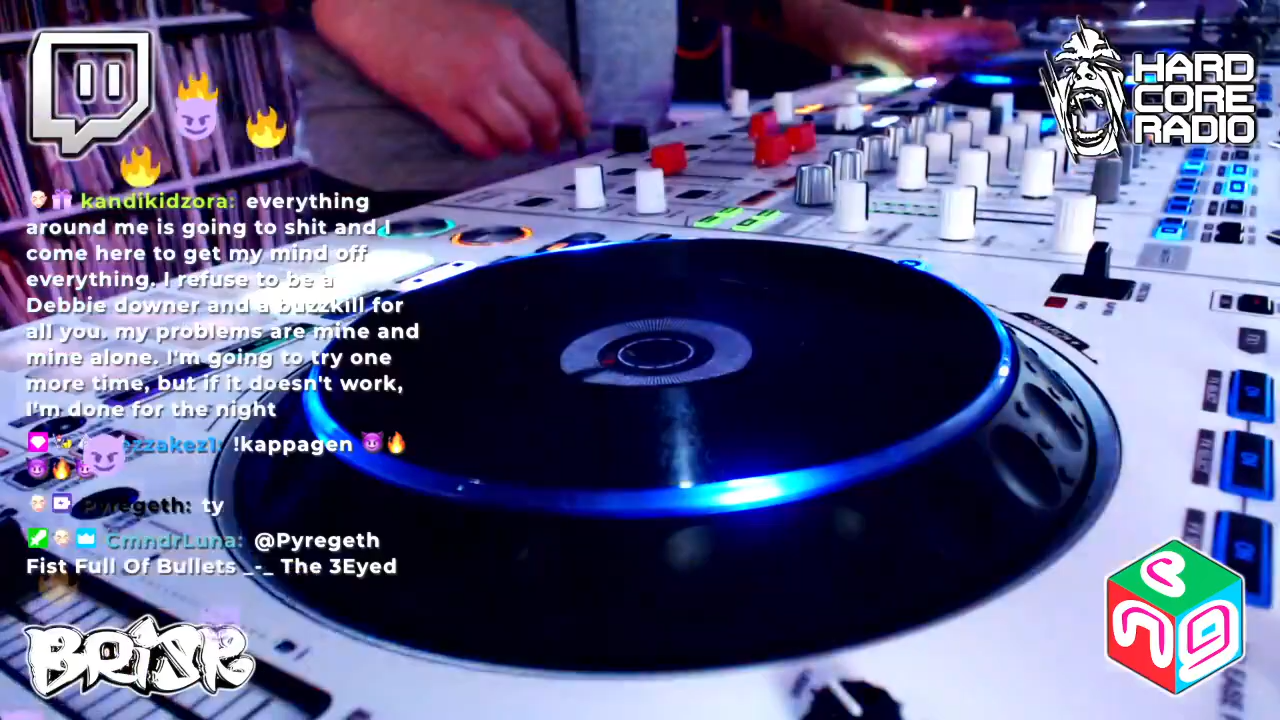 HARD
CORE
RADIO
kandikidzora: everything
around me is going to shit and I
come here to get my mind off
everything. I refuse to be a
Debbie downer and a buzzkill for
all you. my problems are mine and
mine alone. I'm going to try one
more time, but if it doesn't work,
I'm done for the night
ezzakez1: !kappagen
Pyregeth: ty
CmndrLuna: @Pyregeth
Fist Full Of Bullets _-_ The 3Eyed
BRISK